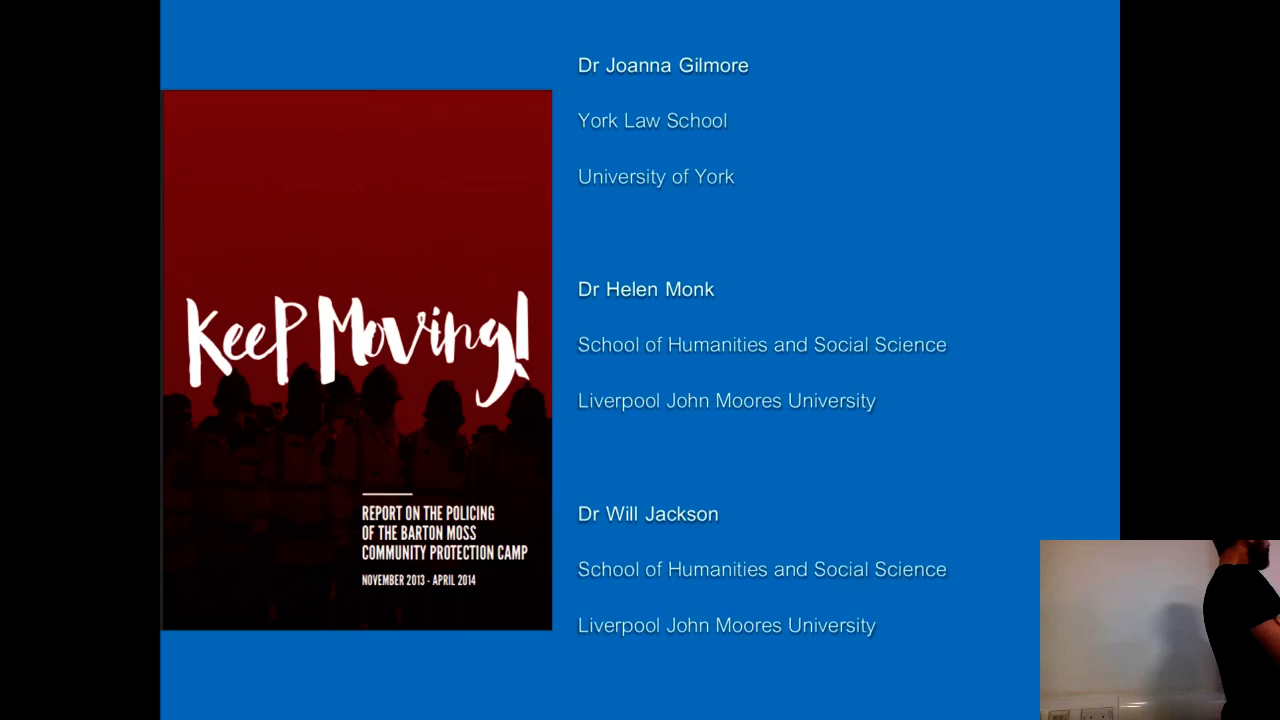 Dr Joanna Gilmore
York Law School
University of York
Keep Moving!
Dr Helen Monk
School of Humanities and Social Science
Liverpool John Moores University
REPORT ON THE POLICING
OF THE BARTON MOSS
COMMUNITY PROTECTION CAMP
NOVEMBER 2013 - APRIL 2014
Dr Will Jackson
School of Humanities and Social Science
Liverpool John Moores University